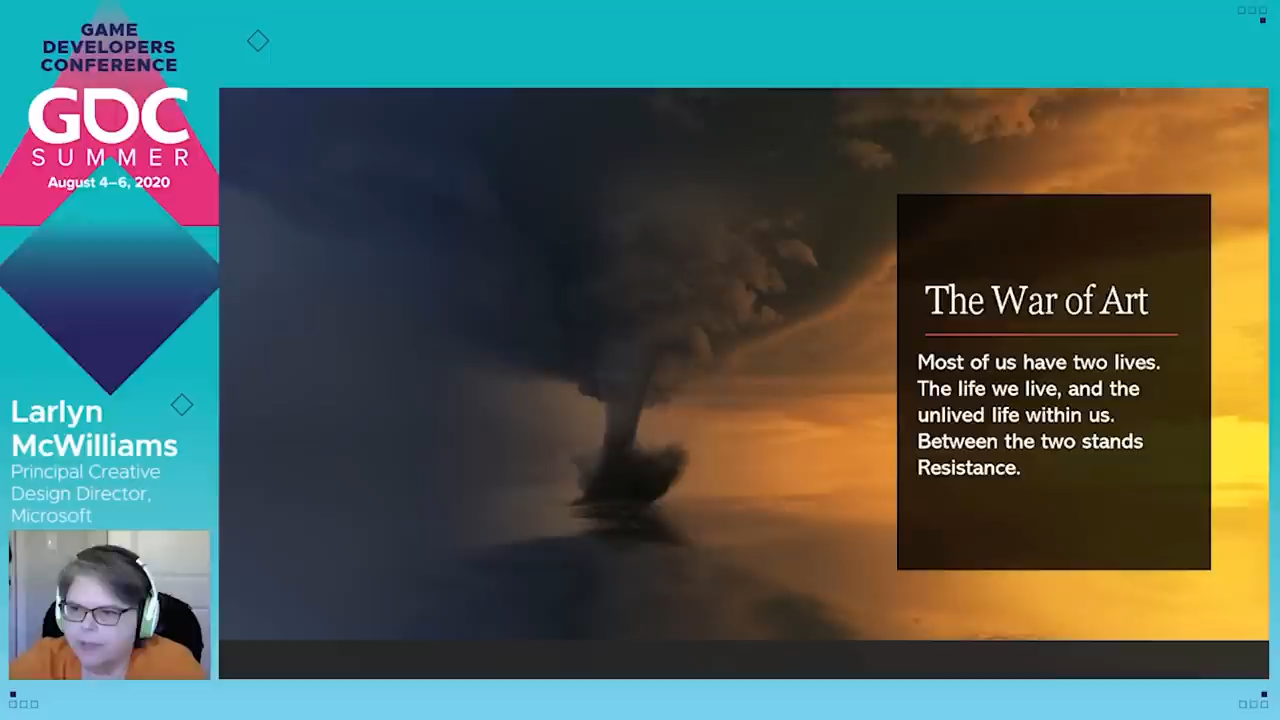 GAME
DEVELOPERS
CONFERENCE
GDC
SUMMER
August 4–6, 2020
Larlyn
McWilliams
Principal Creative
Design Director,
Microsoft
The War of Art
Most of us have two lives.
The life we live, and the
unlived life within us.
Between the two stands
Resistance.